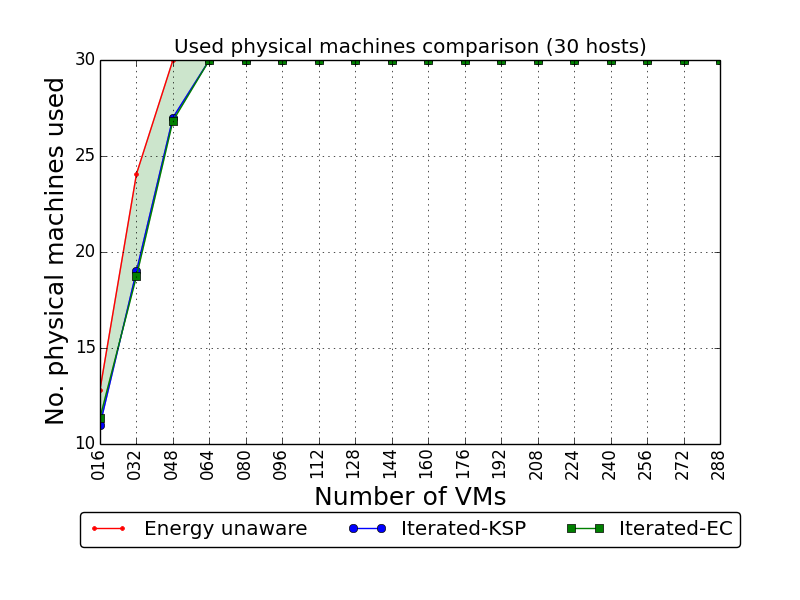 Used physical machines comparison (30 hosts)
No. physical machines used
30
25
20
15
10
016 032 048 064 080 096 112 128 144 160 176 192 208 224 240 256 272 288
Number of VMs
Energy unaware Iterated-KSP Iterated-EC